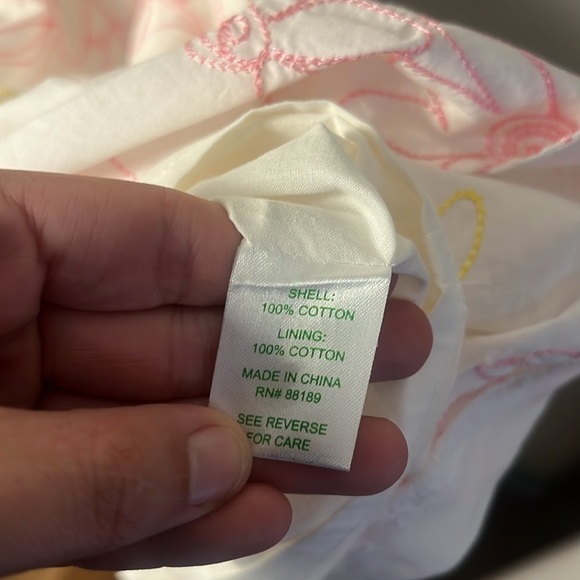 SHELL:
100% COTTON
LINING:
100% COTTON
MADE IN CHINA
RN# 88189
SEE REVERSE
FOR CARE